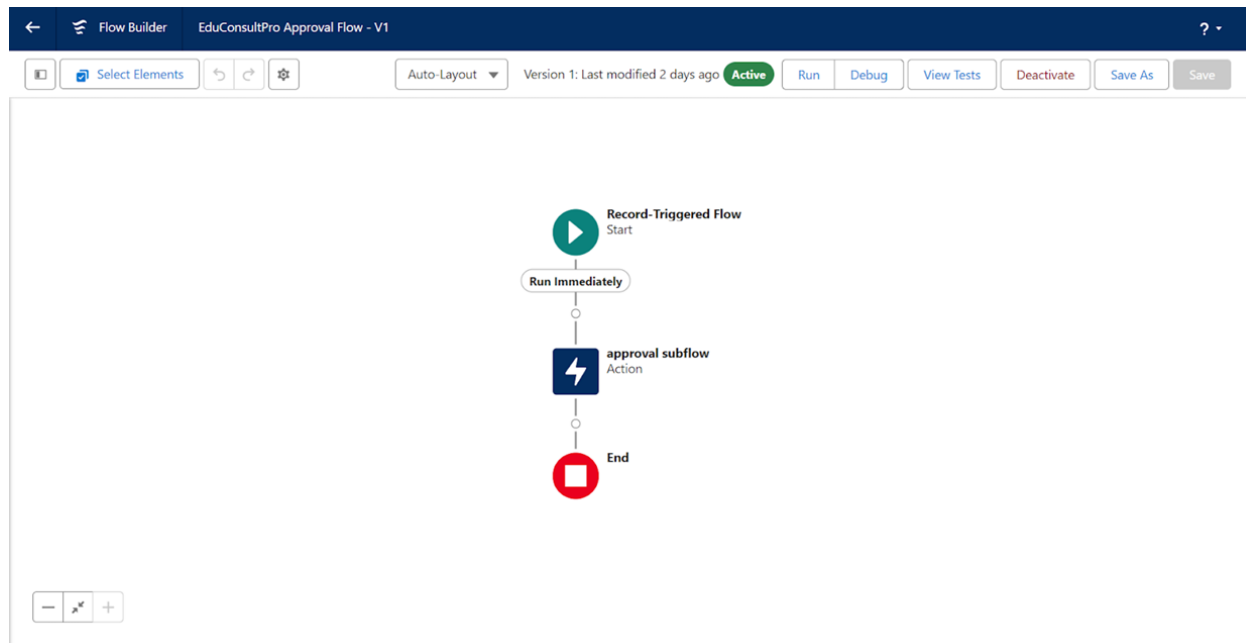 Flow Builder EduConsultPro Approval Flow - V1 ?
Select Elements Auto-Layout Version 1: Last modified 2 days ago Active Run Debug View Tests Deactivate Save As Save
Record-Triggered Flow
Start
Run Immediately
approval subflow
Action
End